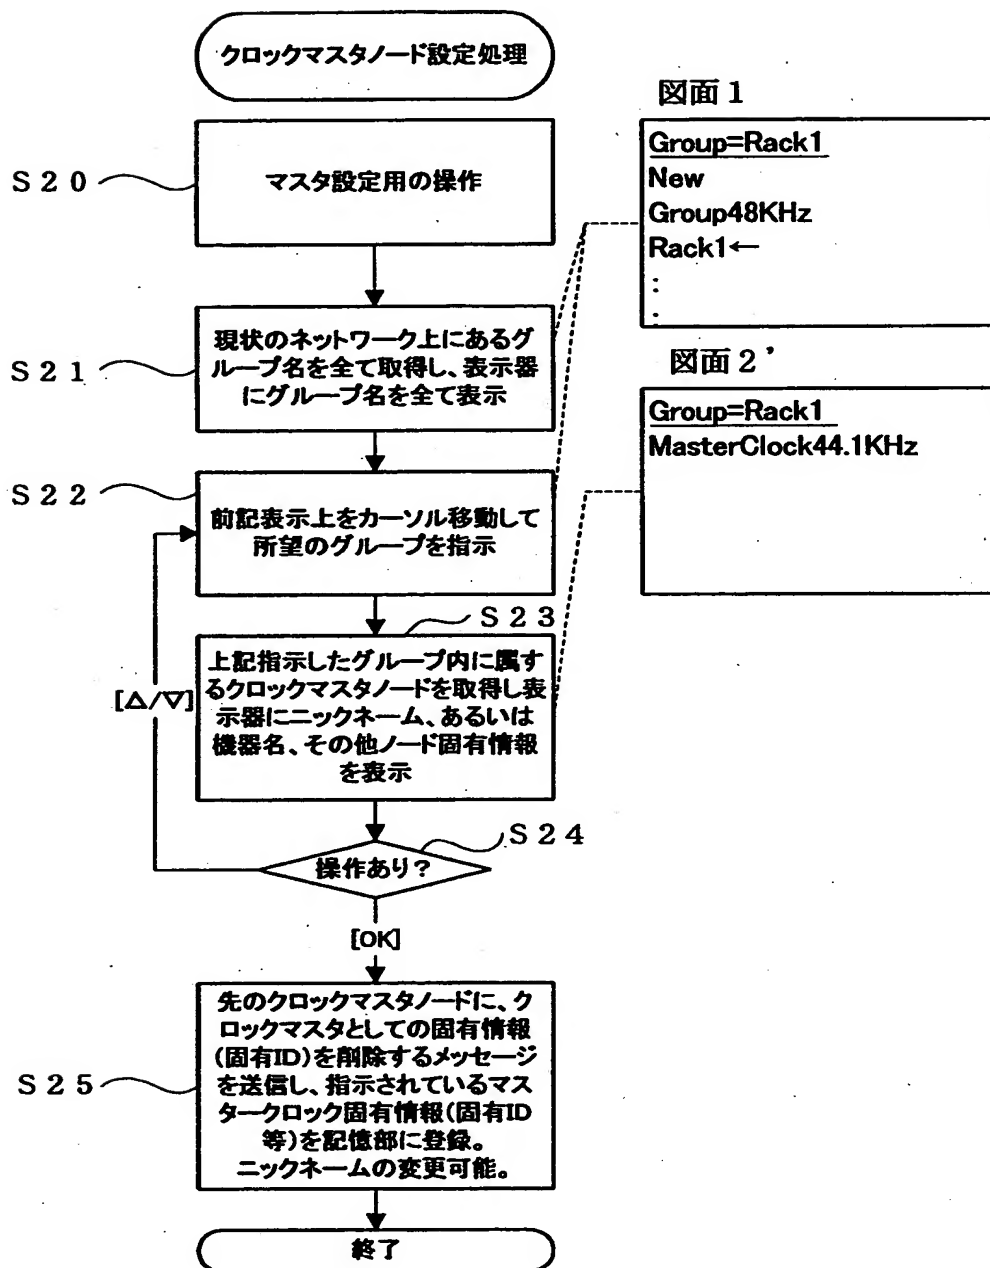 クロックマスタノード設定処理
S20
マスタ設定用の操作
S21
現状のネットワーク上にあるグ
ループ名を全て取得し、表示器
にグループ名を全て表示
S22
前記表示上をカーソル移動して
所望のグループを指示
S23
上記指示したグループ内に属す
るクロックマスタノードを取得し表
示器にニックネーム、あるいは
機器名、その他ノード固有情報
を表示
[△/▽]
S24
操作あり？
[OK]
S25
先のクロックマスタノードに、ク
ロックマスタとしての固有情報
(固有ID)を削除するメッセージ
を送信し、指示されているマス
タークロック固有情報(固有ID
等)を記憶部に登録。
ニックネームの変更可能。
終了
図面１
Group=Rack1
New
Group48KHz
Rack1←
:
:
図面２’
Group=Rack1
MasterClock44.1KHz